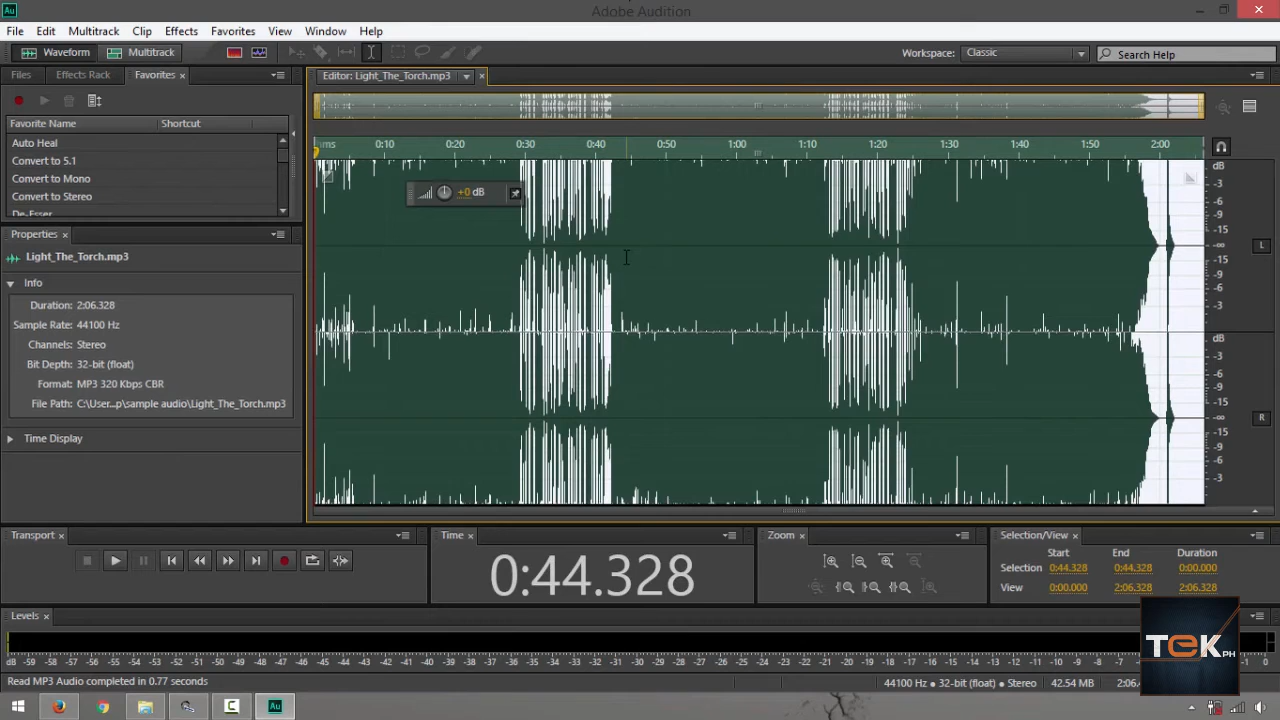 Au
Adobe Audition
File Edit Multitrack Clip Effects Favorites View Window Help
Waveform Multitrack Workspace: Classic Search Help
Files Effects Rack Favorites
Editor: Light_The_Torch.mp3
Favorite Name Shortcut
Auto Heal
Convert to 5.1
Convert to Mono
Convert to Stereo
De-Esser
hms 0:10 0:20 0:30 0:40 0:50 1:00 1:10 1:20 1:30 1:40 1:50 2:00
+0 dB
dB
-3
-6
-9
-15
-∞ L
-15
-9
-6
-3
dB
-3
-6
-9
-15
-∞ R
-15
-9
-6
-3
Properties
Light_The_Torch.mp3
Info
Duration: 2:06.328
Sample Rate: 44100 Hz
Channels: Stereo
Bit Depth: 32-bit (float)
Format: MP3 320 Kbps CBR
File Path: C:\User...p\sample audio\Light_The_Torch.mp3
Time Display
Transport Time Zoom Selection/View
0:44.328
Start End Duration
Selection 0:44.328 0:44.328 0:00.000
View 0:00.000 2:06.328 2:06.328
Levels
dB -59 -58 -57 -56 -55 -54 -53 -52 -51 -50 -49 -48 -47 -46 -45 -44 -43 -42 -41 -40 -39 -38 -37 -36 -35 -34 -33 -32 -31 -30 -29 -28 -27 -26 -25 -24 -23 -22 -21 -20 -19 -18 -17 -16 -15 -14 -13 -12 -11 -10 -9 -8 -7 0
TEK PH
Read MP3 Audio completed in 0.77 seconds
44100 Hz ● 32-bit (float) ● Stereo 42.54 MB 2:06.
Au